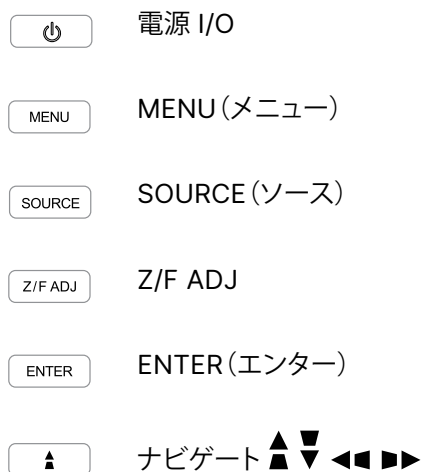 電源 I/O
MENU MENU（メニュー）
SOURCE SOURCE（ソース）
Z/F ADJ Z/F ADJ
ENTER ENTER（エンター）
ナビゲート